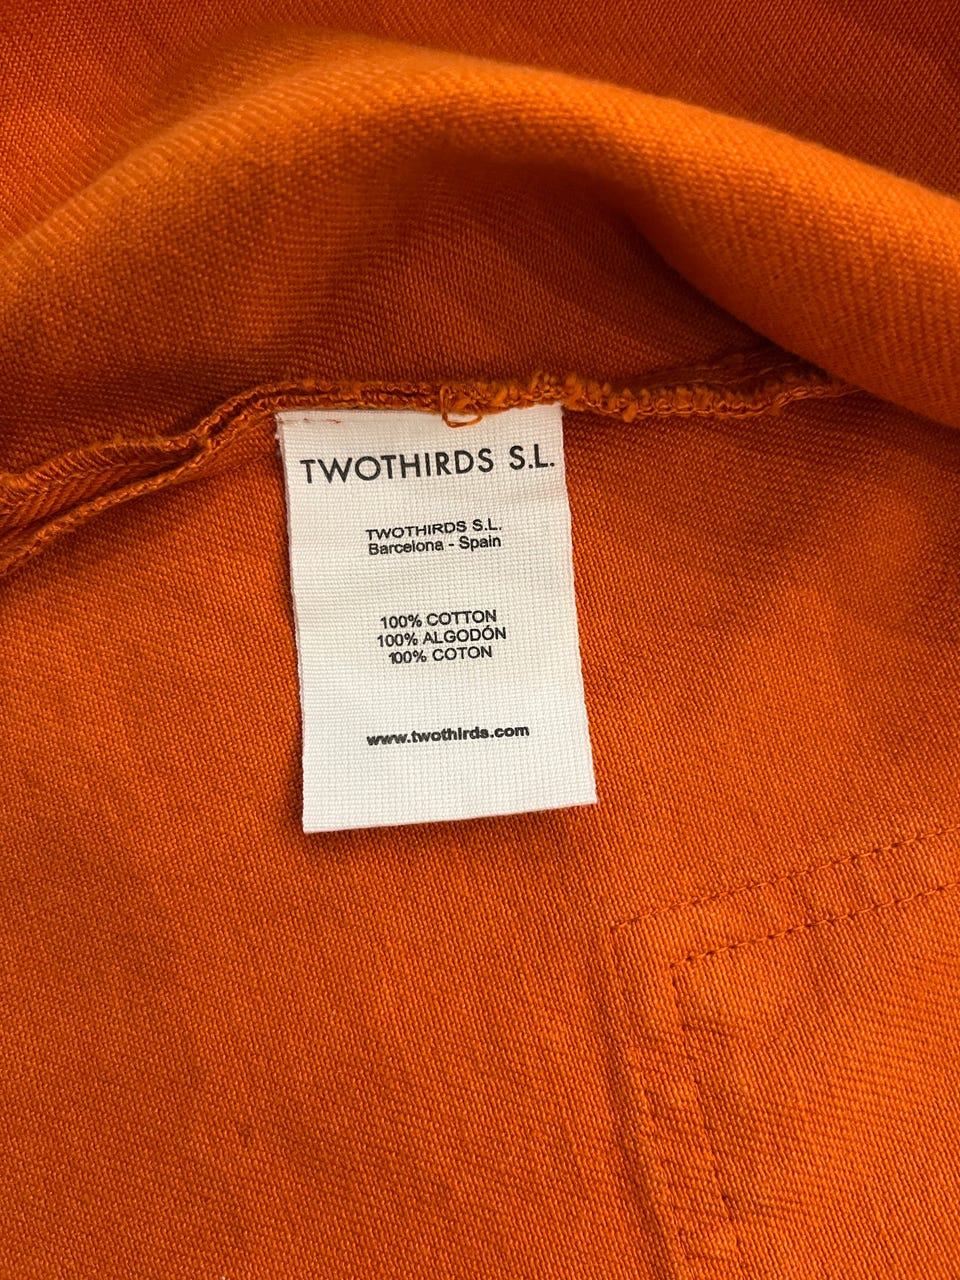 TWOTHIRDS S.L.
TWOTHIRDS S.L.
Barcelona - Spain
100% COTTON
100% ALGODÓN
100% COTON
www.twothirds.com